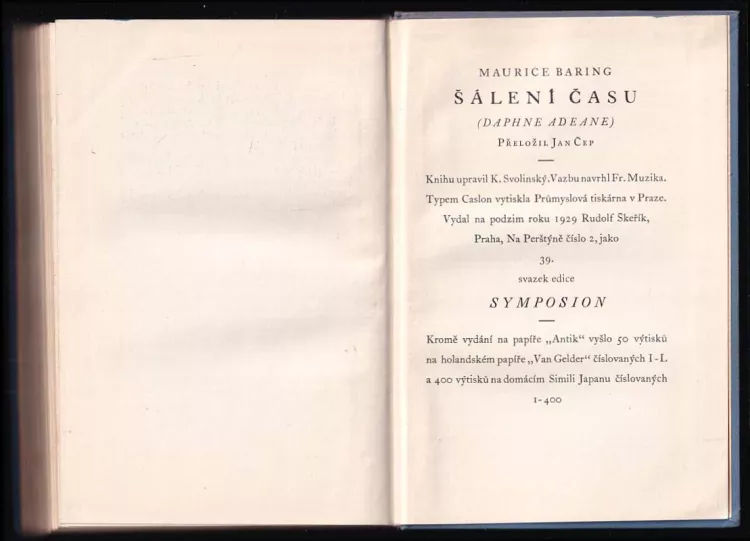 MAURICE BARING
ŠÁLENÍ ČASU
(DAPHNE ADEANE)
PŘELOŽIL JAN ČEP
Knihu upravil K. Svolinský. Vazbu navrhl Fr. Muzika.
Typem Caslon vytiskla Průmyslová tiskárna v Praze.
Vydal na podzim roku 1929 Rudolf Skeřík,
Praha, Na Perštýně číslo 2, jako
39.
svazek edice
SYMPOSION
Kromě vydání na papíře „Antik“ vyšlo 50 výtisků
na holandském papíře „Van Gelder“ číslovaných I-L
a 400 výtisků na domácím Simili Japanu číslovaných
1-400